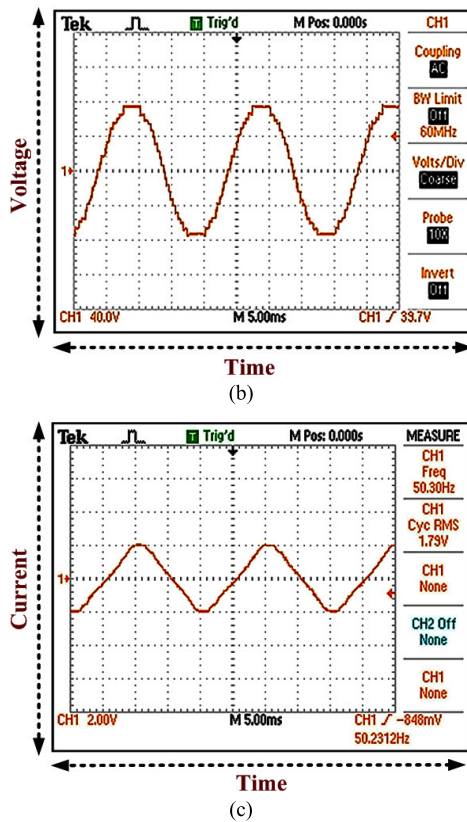 Tek T Trig'd M Pos: 0.000s CH1
Coupling
AC
BW Limit
Off
60MHz
Volts/Div
Coarse
Probe
10X
Invert
Off
1
Voltage
CH1 40.0V M 5.00ms CH1 39.7V
Time
(b)
Tek T Trig'd M Pos: 0.000s MEASURE
CH1
Freq
50.30Hz
CH1
Cyc RMS
1.79V
CH1
None
CH2 Off
None
CH1
None
1
Current
CH1 2.00V M 5.00ms CH1 -848mV
50.2312Hz
Time
(c)